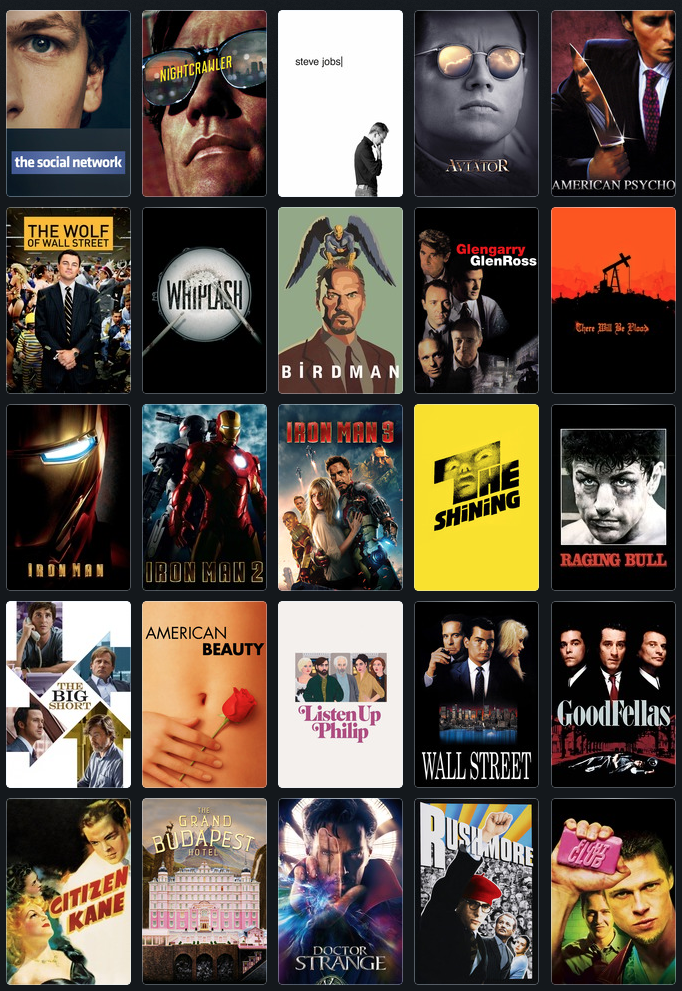 the social network
NIGHTCRAWLER
steve jobs
AVIATOR
AMERICAN PSYCHO
THE WOLF
OF WALL STREET
WHIPLASH
BiRDMAN
Glengarry
GlenRoss
There Will Be Blood
IRON MAN
IRON MAN 2
IRON MAN 3
THE
SHiNiNG
RAGING BULL
THE
BIG
SHORT
AMERICAN
BEAUTY
Listen Up
Philip
WALL STREET
GoodFellas
CITIZEN
KANE
THE
GRAND
BUDAPEST
HOTEL
DOCTOR
STRANGE
RUSHMORE
FIGHT
CLUB